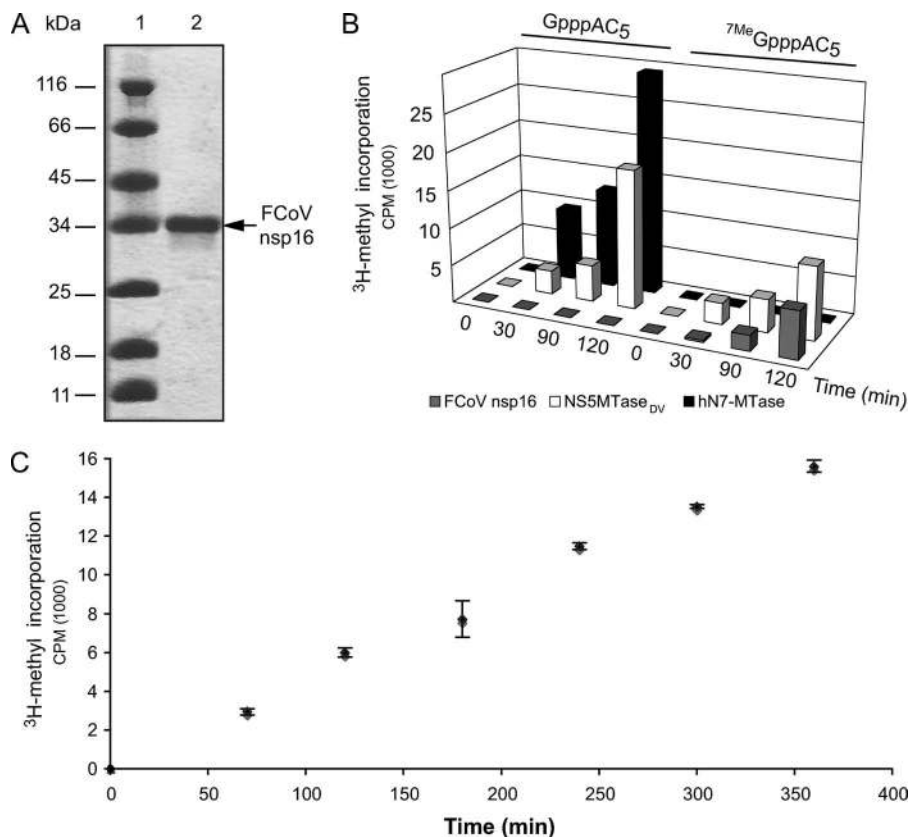 A
kDa 1 2
116
66
45
34
25
18
11
FCoV
nsp16
B
GpppAC5
7MeGpppAC5
3H-methyl incorporation
CPM (1000)
25
20
15
10
5
0 30 90 120 0 30 90 120
Time (min)
FCoV nsp16 NS5MTaseDV hN7-MTase
C
3H-methyl incorporation
CPM (1000)
16
14
12
10
8
6
4
2
0
0 50 100 150 200 250 300 350 400
Time (min)